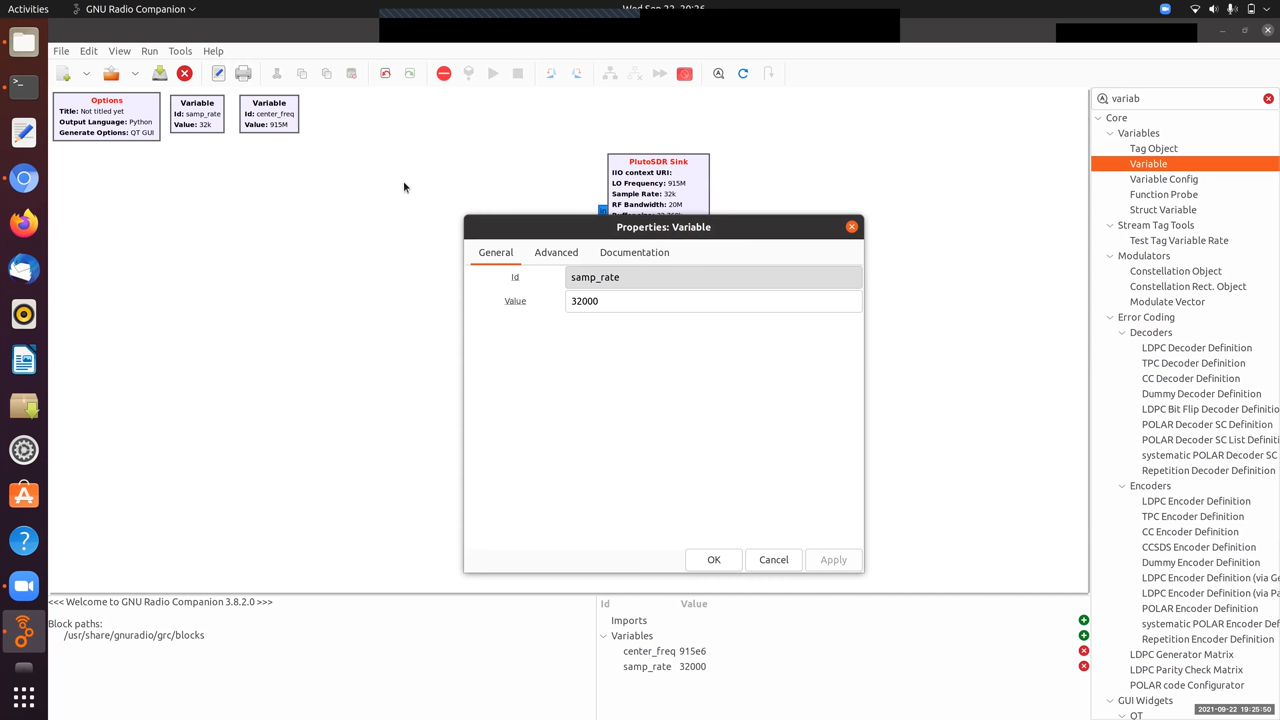 Activities
GNU Radio Companion
File Edit View Run Tools Help
Options
Title: Not titled yet
Output Language: Python
Generate Options: QT GUI
Variable
Id: samp_rate
Value: 32k
Variable
Id: center_freq
Value: 915M
PlutoSDR Sink
IIO context URI:
LO Frequency: 915M
Sample Rate: 32k
RF Bandwidth: 20M
Properties: Variable
General Advanced Documentation
Id samp_rate
Value 32000
OK Cancel Apply
variab
Core
Variables
Tag Object
Variable
Variable Config
Function Probe
Struct Variable
Stream Tag Tools
Test Tag Variable Rate
Modulators
Constellation Object
Constellation Rect. Object
Modulate Vector
Error Coding
Decoders
LDPC Decoder Definition
TPC Decoder Definition
CC Decoder Definition
Dummy Decoder Definition
LDPC Bit Flip Decoder Definitio
POLAR Decoder SC Definition
POLAR Decoder SC List Definiti
systematic POLAR Decoder SC
Repetition Decoder Definition
Encoders
LDPC Encoder Definition
TPC Encoder Definition
CC Encoder Definition
CCSDS Encoder Definition
Dummy Encoder Definition
LDPC Encoder Definition (via Ge
LDPC Encoder Definition (via Pa
POLAR Encoder Definition
systematic POLAR Encoder Def
Repetition Encoder Definition
LDPC Generator Matrix
LDPC Parity Check Matrix
POLAR code Configurator
GUI Widgets
QT
<<< Welcome to GNU Radio Companion 3.8.2.0 >>>
Block paths:
/usr/share/gnuradio/grc/blocks
Id Value
Imports
Variables
center_freq 915e6
samp_rate 32000
2021-09-22 19:25:50